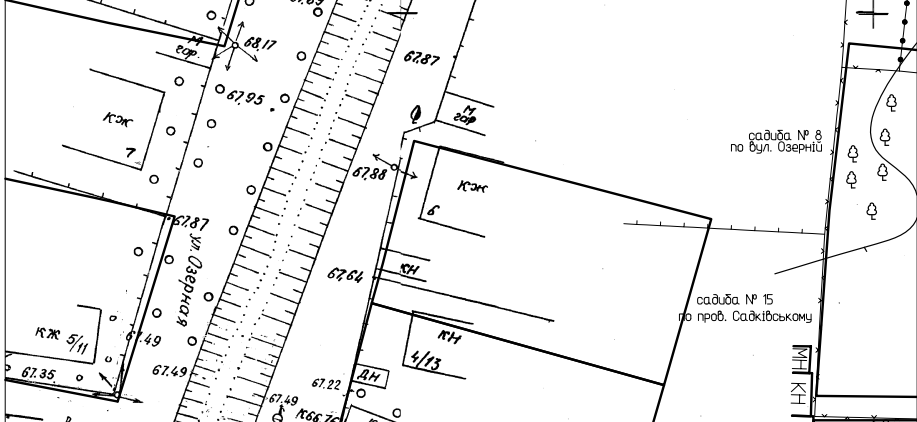 М
гор.
68.17
67.87
67.95
М
гор
КЖ
7
садиба № 8
по вул. Озерній
67.88
КЖ
6
67.87
ул. Озерная
67.64
КН
садиба № 15
по пров. Садківському
КЖ 5/11
67.49
КН
4/13
МН
КН
67.35
67.49
67.22
ДН
67.49
К66.76